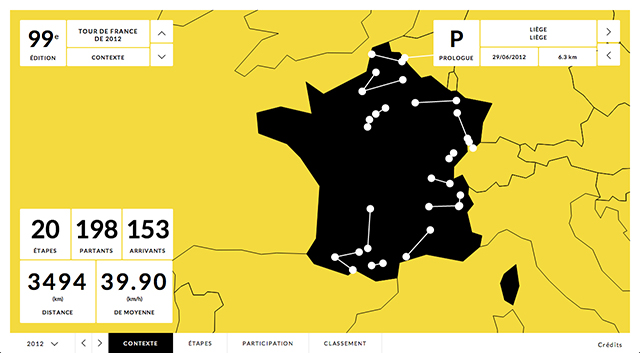 99e
ÉDITION
TOUR DE FRANCE
DE 2012
CONTEXTE
P
PROLOGUE
LIÈGE
LIÈGE
29/06/2012
6.3 km
20
ÉTAPES
198
PARTANTS
153
ARRIVANTS
3494
(km)
DISTANCE
39.90
(km/h)
DE MOYENNE
2012
CONTEXTE
ÉTAPES
PARTICIPATION
CLASSEMENT
Crédits